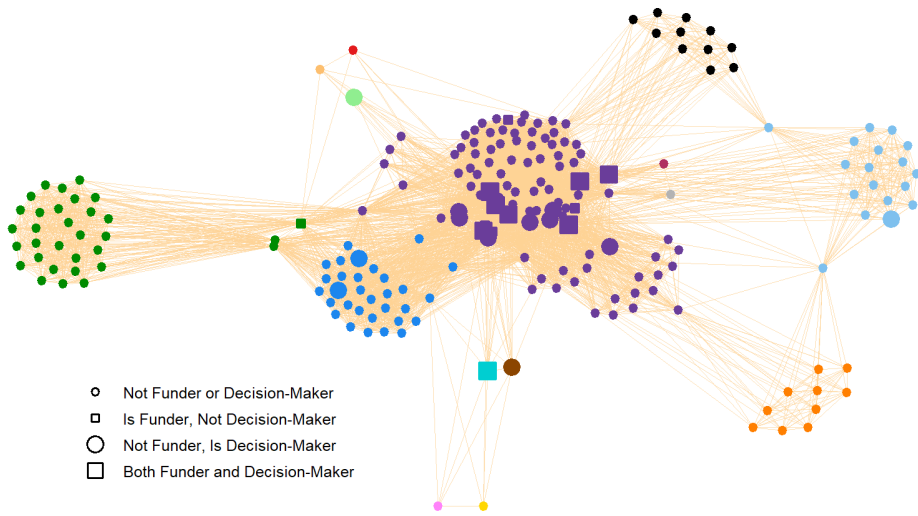 Not Funder or Decision-Maker
Is Funder, Not Decision-Maker
Not Funder, Is Decision-Maker
Both Funder and Decision-Maker